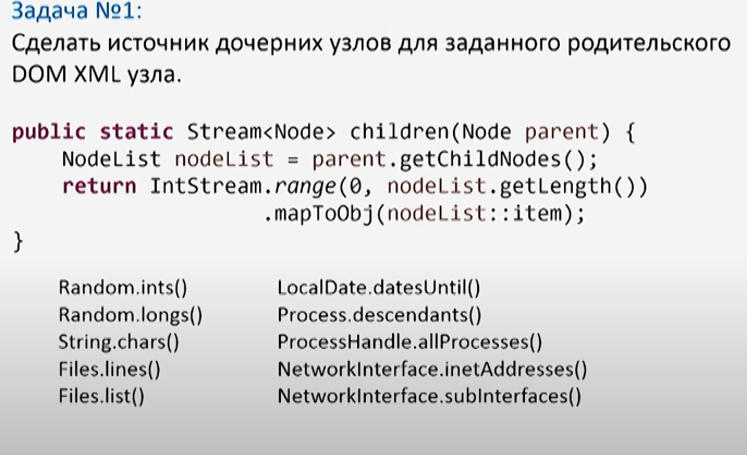 Задача №1:
Сделать источник дочерних узлов для заданного родительского
DOM XML узла.
public static Stream<Node> children(Node parent) {
    NodeList nodeList = parent.getChildNodes();
    return IntStream.range(0, nodeList.getLength())
                    .mapToObj(nodeList::item);
}
Random.ints()
Random.longs()
String.chars()
Files.lines()
Files.list()
LocalDate.datesUntil()
Process.descendants()
ProcessHandle.allProcesses()
NetworkInterface.inetAddresses()
NetworkInterface.subInterfaces()